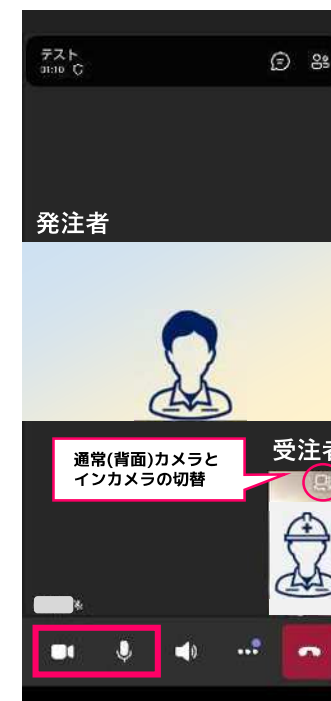 テスト
01:10
発注者
受注者
通常(背面)カメラと
インカメラの切替